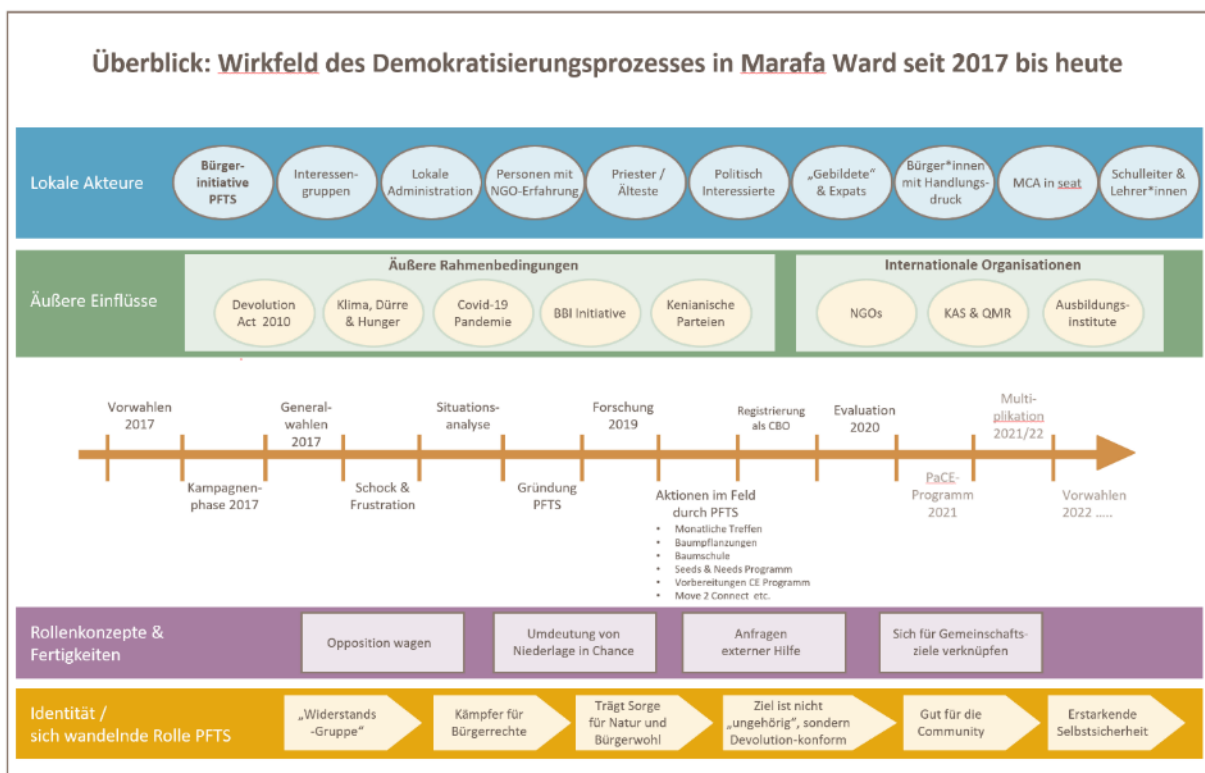 Überblick: Wirkfeld des Demokratisierungsprozesses in Marafa Ward seit 2017 bis heute
Lokale Akteure
Bürger-
initiative
PFTS
Interessen-
gruppen
Lokale
Administration
Personen mit
NGO-Erfahrung
Priester /
Älteste
Politisch
Interessierte
„Gebildete“
& Expats
Bürger*innen
mit Handlungs-
druck
MCA in seat
Schulleiter &
Lehrer*innen
Äußere Einflüsse
Äußere Rahmenbedingungen
Devolution
Act 2010
Klima, Dürre
& Hunger
Covid-19
Pandemie
BBI Initiative
Kenianische
Parteien
Internationale Organisationen
NGOs
KAS & QMR
Ausbildungs-
institute
Vorwahlen
2017
General-
wahlen
2017
Situations-
analyse
Forschung
2019
Registrierung
als CBO
Evaluation
2020
Multi-
plikation
2021/22
Kampagnen-
phase 2017
Schock &
Frustration
Gründung
PFTS
Aktionen im Feld
durch PFTS
• Monatliche Treffen
• Baumpflanzungen
• Baumschule
• Seeds & Needs Programm
• Vorbereitungen CE Programm
• Move 2 Connect etc.
PaCE-
Programm
2021
Vorwahlen
2022 .....
Rollenkonzepte &
Fertigkeiten
Opposition wagen
Umdeutung von
Niederlage in Chance
Anfragen
externer Hilfe
Sich für Gemeinschafts-
ziele verknüpfen
Identität /
sich wandelnde Rolle PFTS
„Widerstands
-Gruppe“
Kämpfer für
Bürgerrechte
Trägt Sorge
für Natur und
Bürgerwohl
Ziel ist nicht
„ungehörig“, sondern
Devolution-konform
Gut für die
Community
Erstarkende
Selbstsicherheit